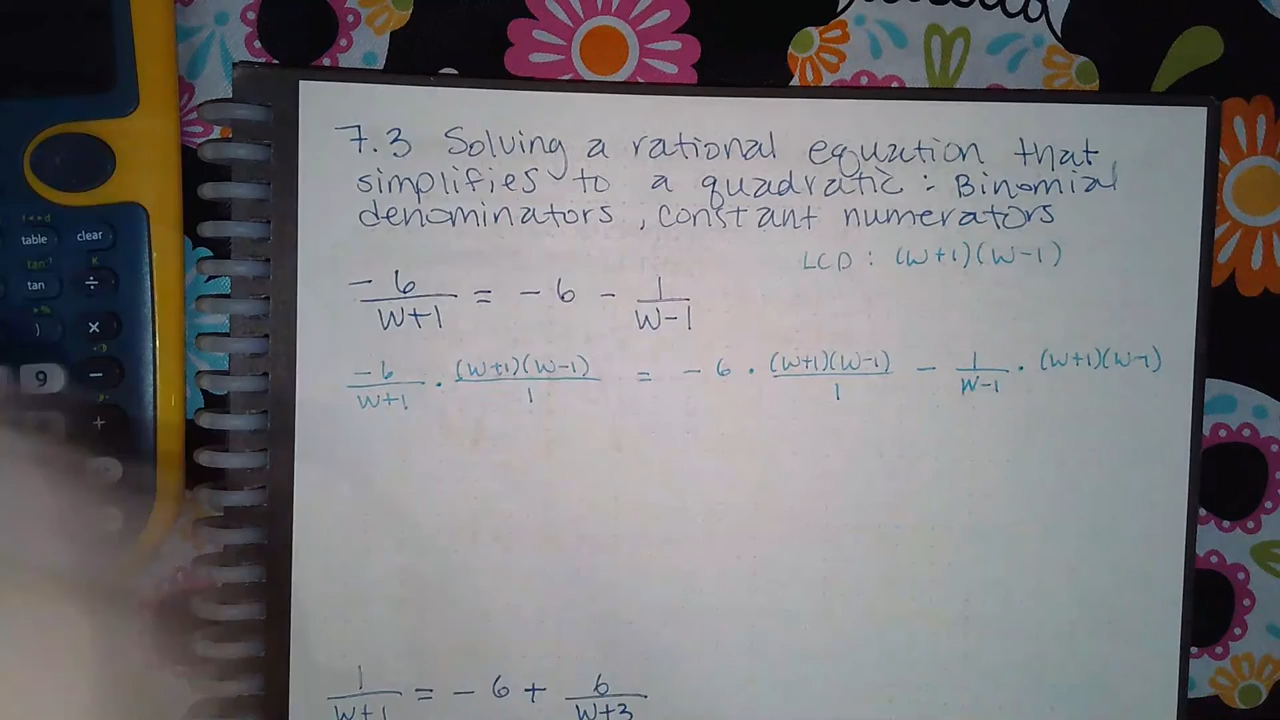 7.3 Solving a rational equation that
simplifies to a quadratic : Binomial
denominators, constant numerators
LCD : (w+1)(w-1)
-6/(w+1) = -6 - 1/(w-1)
-6/(w+1) · (w+1)(w-1)/1 = -6 · (w+1)(w-1)/1 - 1/(w-1) · (w+1)(w-1)
1/(w+1) = -6 + 6/(w+3)
table clear
tan⁻¹
tan ÷
) ×
9 +